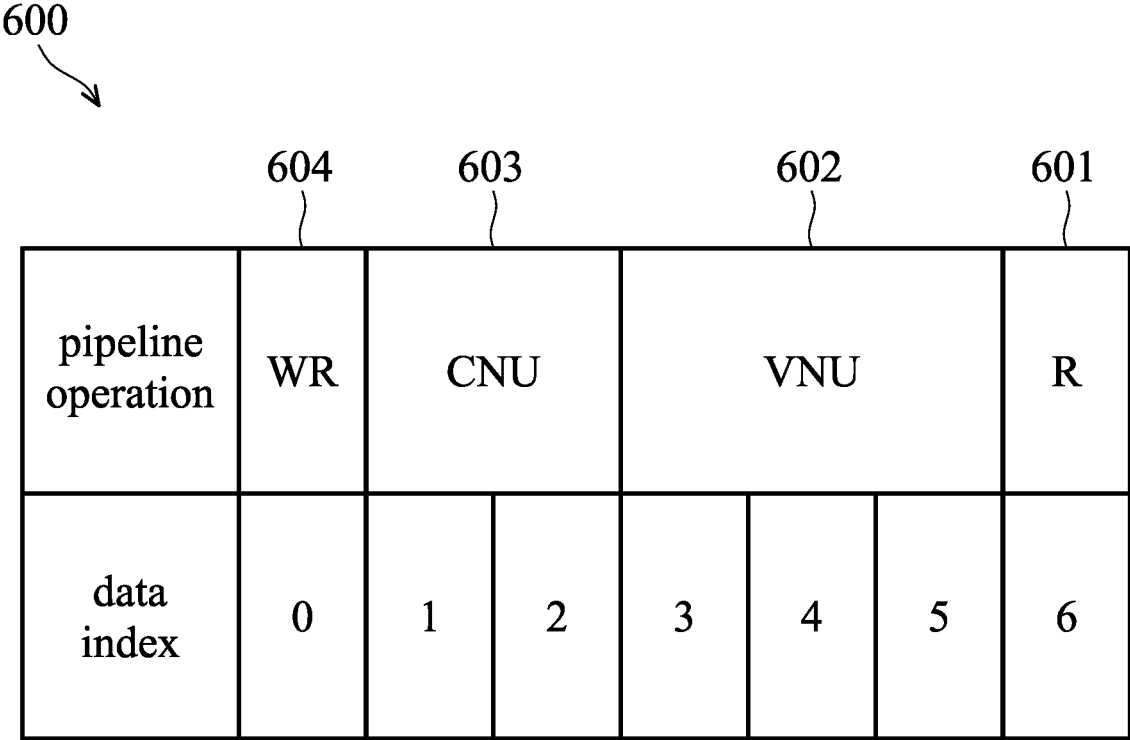 600
604 603 602 601
pipeline
operation
WR CNU VNU R
data
index
0 1 2 3 4 5 6